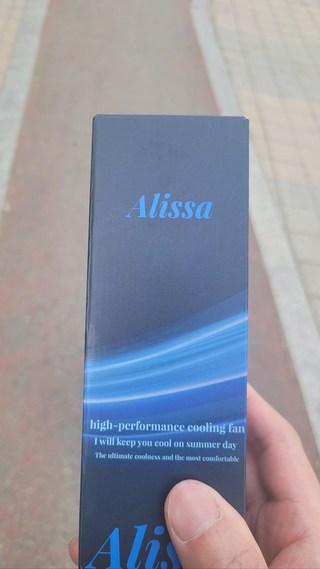 Alissa
high-performance cooling fan
I will keep you cool on summer day
The ultimate coolness and the most comfortable